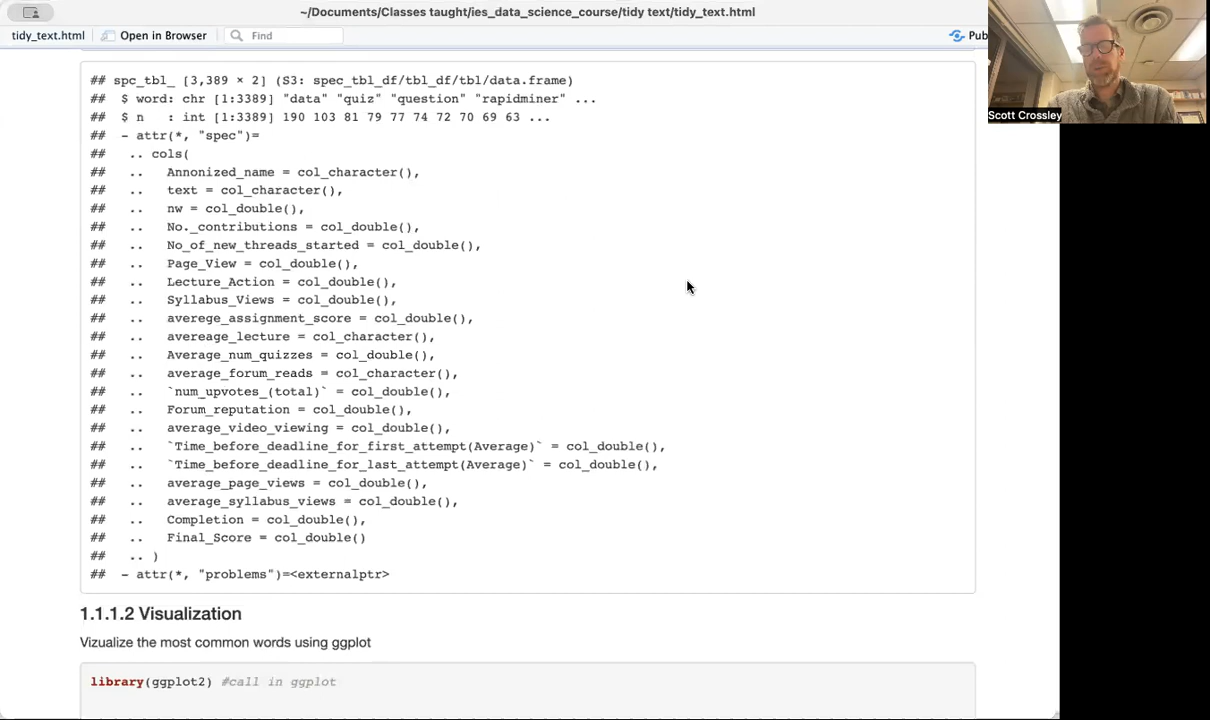 ~/Documents/Classes taught/ies_data_science_course/tidy text/tidy_text.html
tidy_text.html
Open in Browser
Find
Pub
Scott Crossley
## spc_tbl_ [3,389 × 2] (S3: spec_tbl_df/tbl_df/tbl/data.frame)
##  $ word: chr [1:3389] "data" "quiz" "question" "rapidminer" ...
##  $ n   : int [1:3389] 190 103 81 79 77 74 72 70 69 63 ...
##  - attr(*, "spec")=
##   .. cols(
##   ..   Annonized_name = col_character(),
##   ..   text = col_character(),
##   ..   nw = col_double(),
##   ..   No._contributions = col_double(),
##   ..   No_of_new_threads_started = col_double(),
##   ..   Page_View = col_double(),
##   ..   Lecture_Action = col_double(),
##   ..   Syllabus_Views = col_double(),
##   ..   averege_assignment_score = col_double(),
##   ..   avereage_lecture = col_character(),
##   ..   Average_num_quizzes = col_double(),
##   ..   average_forum_reads = col_character(),
##   ..   `num_upvotes_(total)` = col_double(),
##   ..   Forum_reputation = col_double(),
##   ..   average_video_viewing = col_double(),
##   ..   `Time_before_deadline_for_first_attempt(Average)` = col_double(),
##   ..   `Time_before_deadline_for_last_attempt(Average)` = col_double(),
##   ..   average_page_views = col_double(),
##   ..   average_syllabus_views = col_double(),
##   ..   Completion = col_double(),
##   ..   Final_Score = col_double()
##   .. )
##  - attr(*, "problems")=<externalptr>
1.1.1.2 Visualization
Vizualize the most common words using ggplot
library(ggplot2) #call in ggplot